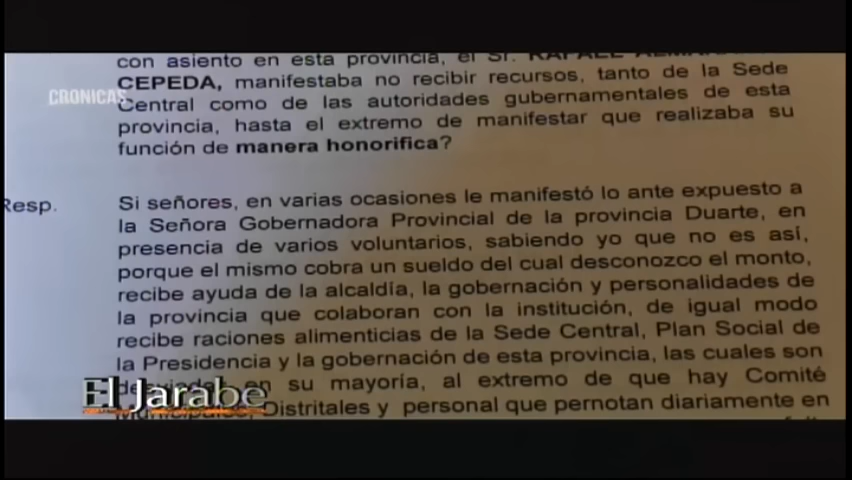 con asiento en esta provincia, el Sr. RAFAEL
CEPEDA, manifestaba no recibir recursos, tanto de la Sede
CRONICAS
Central como de las autoridades gubernamentales de esta
provincia, hasta el extremo de manifestar que realizaba su
función de manera honorifica?
Resp. Si señores, en varias ocasiones le manifestó lo ante expuesto a
la Señora Gobernadora Provincial de la provincia Duarte, en
presencia de varios voluntarios, sabiendo yo que no es así,
porque el mismo cobra un sueldo del cual desconozco el monto,
recibe ayuda de la alcaldía, la gobernación y personalidades de
la provincia que colaboran con la institución, de igual modo
recibe raciones alimenticias de la Sede Central, Plan Social de
la Presidencia y la gobernación de esta provincia, las cuales son
en su mayoría, al extremo de que hay Comité
El Jarabe
Municipales, Distritales y personal que pernotan diariamente en